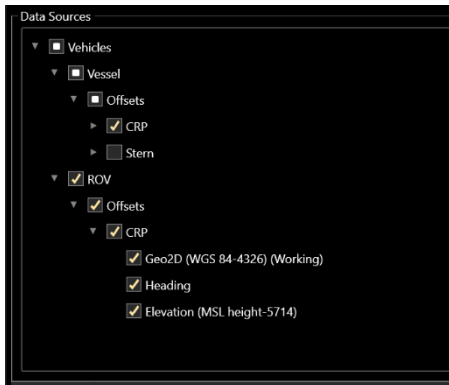 Data Sources
Vehicles
Vessel
Offsets
CRP
Stern
ROV
Offsets
CRP
Geo2D (WGS 84-4326) (Working)
Heading
Elevation (MSL height-5714)